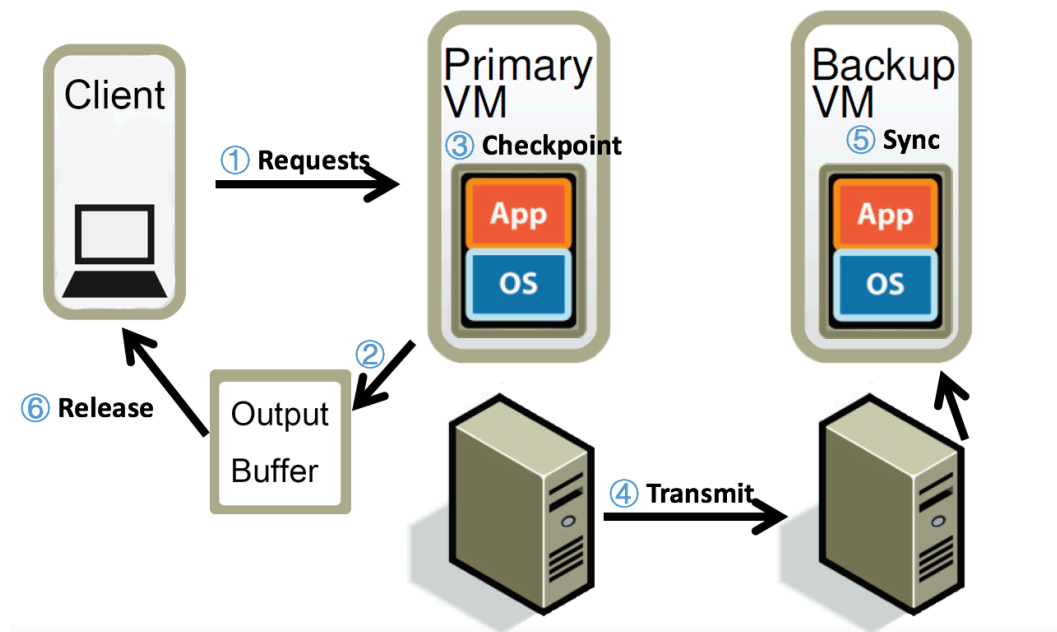 Client
Primary
VM
Backup
VM
① Requests
③ Checkpoint
⑤ Sync
App
OS
App
OS
②
⑥ Release
Output
Buffer
④ Transmit